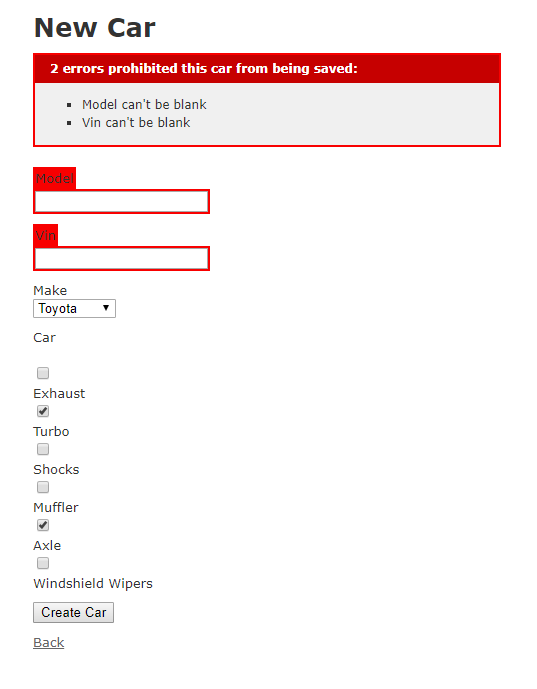 New Car
2 errors prohibited this car from being saved:
Model can't be blank
Vin can't be blank
Model
Vin
Make
Toyota
Car
Exhaust
Turbo
Shocks
Muffler
Axle
Windshield Wipers
Create Car
Back